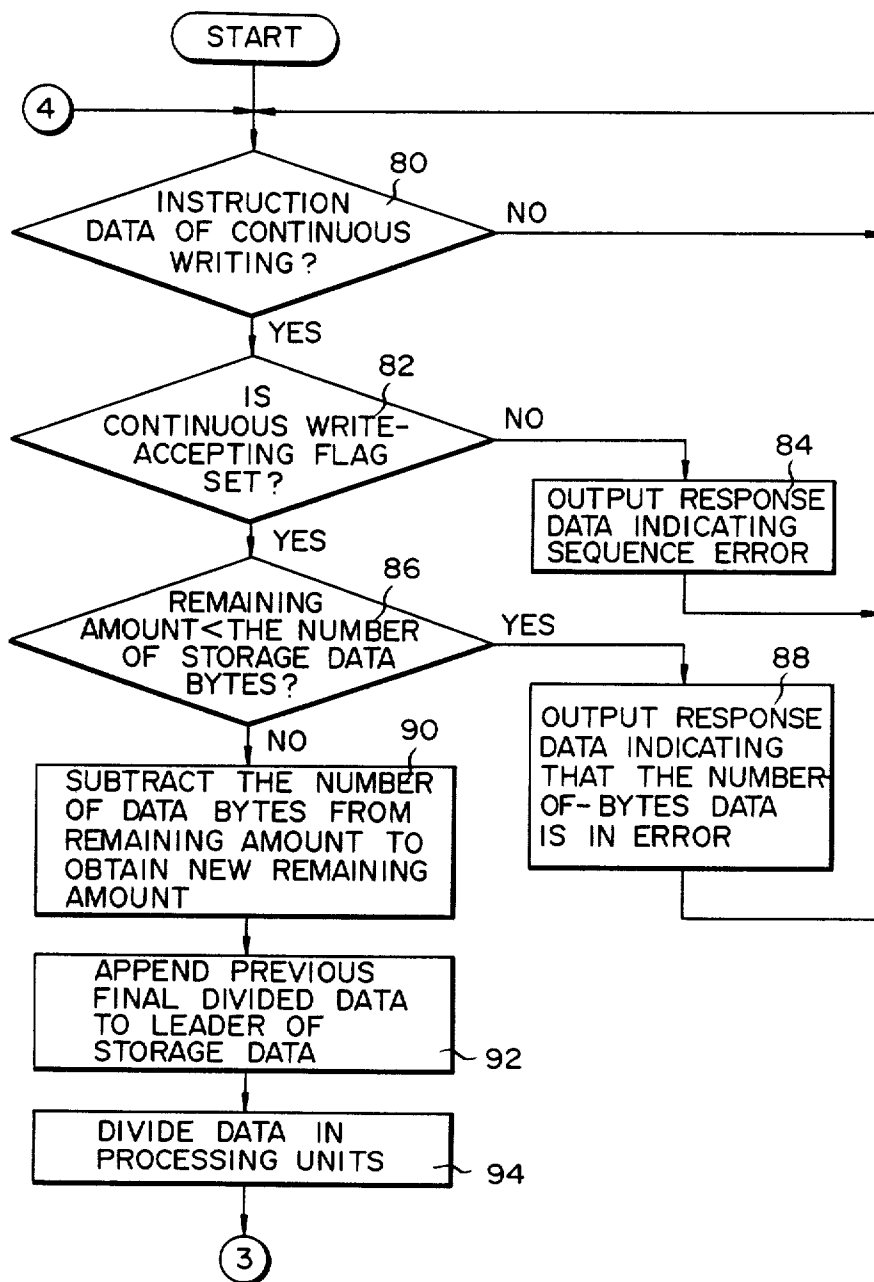 START
4
80
INSTRUCTION
DATA OF CONTINUOUS
WRITING?
NO
YES
82
IS
CONTINUOUS WRITE-
ACCEPTING FLAG
SET?
NO
84
OUTPUT RESPONSE
DATA INDICATING
SEQUENCE ERROR
YES
86
REMAINING
AMOUNT<THE NUMBER
OF STORAGE DATA
BYTES?
YES
88
OUTPUT RESPONSE
DATA INDICATING
THAT THE NUMBER-
OF-BYTES DATA
IS IN ERROR
NO
90
SUBTRACT THE NUMBER
OF DATA BYTES FROM
REMAINING AMOUNT TO
OBTAIN NEW REMAINING
AMOUNT
APPEND PREVIOUS
FINAL DIVIDED DATA
TO LEADER OF
STORAGE DATA
92
DIVIDE DATA IN
PROCESSING UNITS
94
3